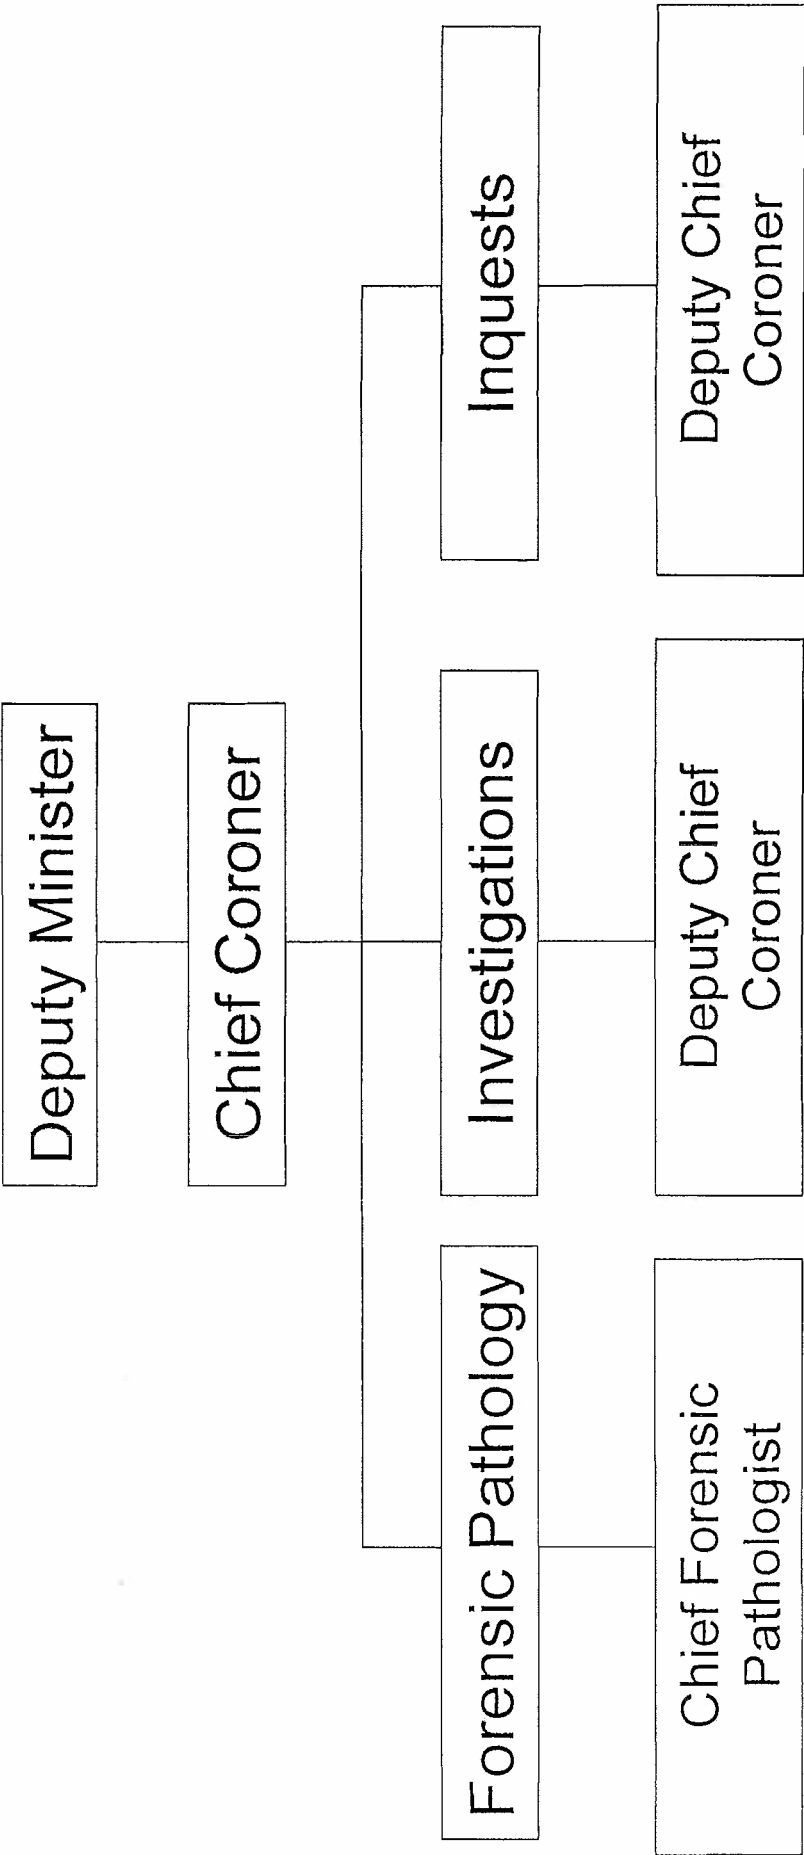 Deputy Minister
Chief Coroner
Forensic Pathology
Investigations
Inquests
Chief Forensic
Pathologist
Deputy Chief
Coroner
Deputy Chief
Coroner